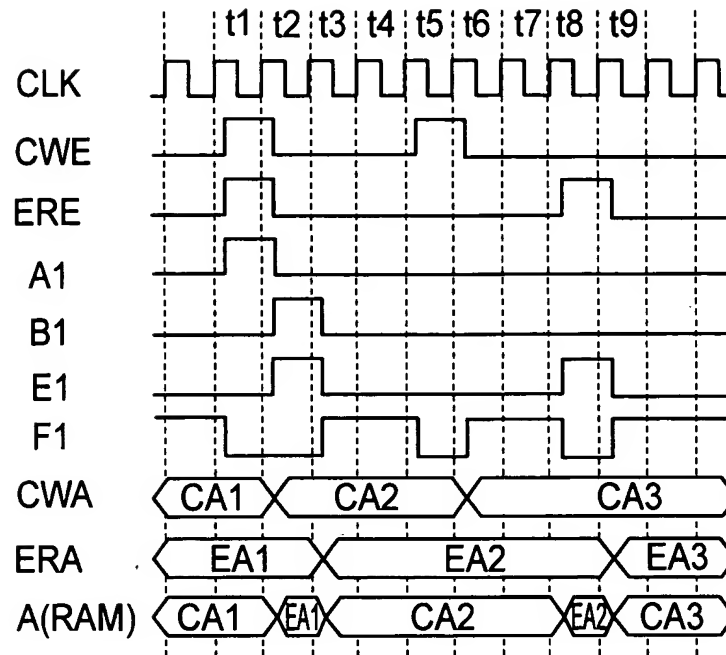 t1 t2 t3 t4 t5 t6 t7 t8 t9
CLK
CWE
ERE
A1
B1
E1
F1
CWA CA1 CA2 CA3
ERA EA1 EA2 EA3
A(RAM) CA1 EA1 CA2 EA2 CA3